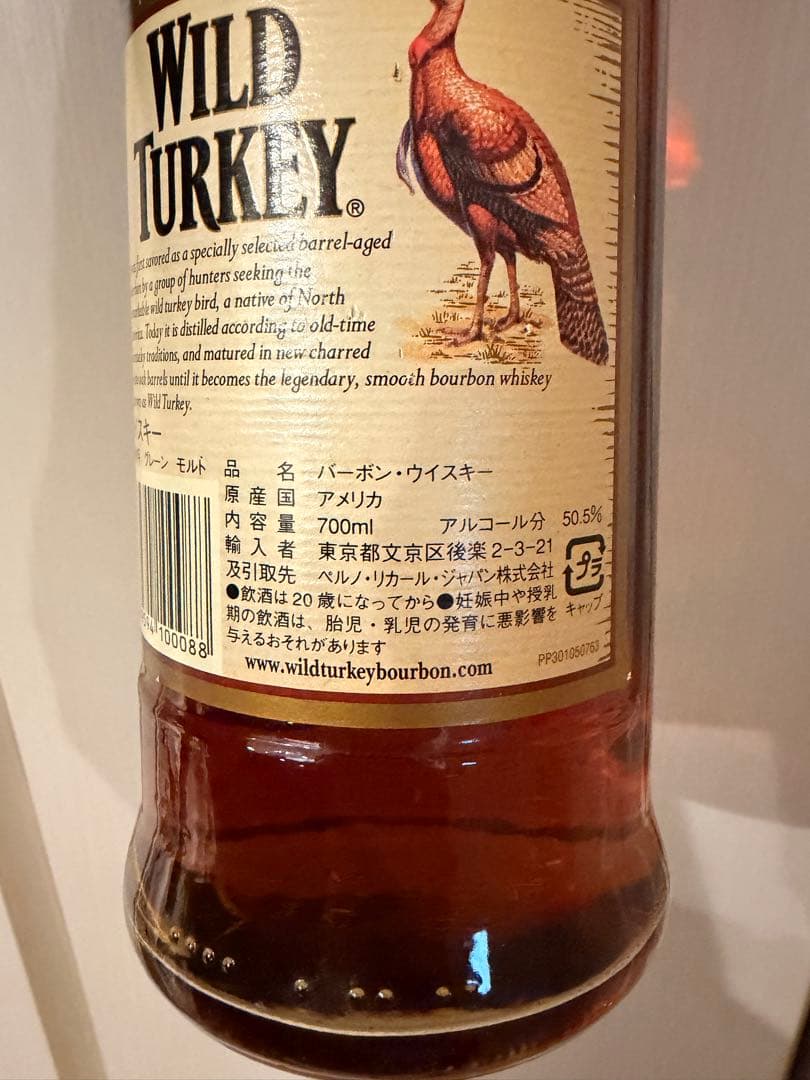 WILD
TURKEY®
savored as a specially selected barrel-aged
by a group of hunters seeking the
wild turkey bird, a native of North
Today it is distilled according to old-time
traditions, and matured in new charred
barrels until it becomes the legendary, smooth bourbon whiskey
as Wild Turkey.
スキー
グレーン モルト
品名 バーボン・ウイスキー
原産国 アメリカ
内容量 700ml アルコール分 50.5%
輸入者 東京都文京区後楽2-3-21
及引取先 ペルノ・リカール・ジャパン株式会社
●飲酒は20歳になってから●妊娠中や授乳
期の飲酒は、胎児・乳児の発育に悪影響を
与えるおそれがあります
プラ
キャップ
100088
www.wildturkeybourbon.com
PP301050763